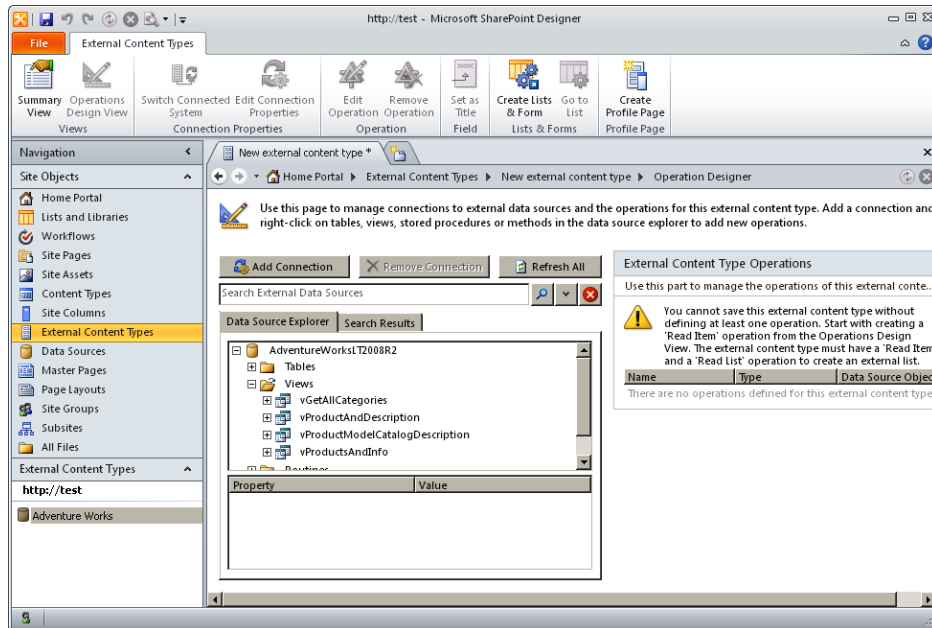 http://test - Microsoft SharePoint Designer
File
External Content Types
Summary View
Operations Design View
Switch Connected System
Edit Connection Properties
Edit Operation
Remove Operation
Set as Title
Create Lists & Form
Go to List
Create Profile Page
Views
Connection Properties
Operation
Field
Lists & Forms
Profile Page
Navigation
New external content type *
Site Objects
Home Portal
External Content Types
New external content type
Operation Designer
Home Portal
Lists and Libraries
Workflows
Site Pages
Site Assets
Content Types
Site Columns
External Content Types
Data Sources
Master Pages
Page Layouts
Site Groups
Subsites
All Files
External Content Types
http://test
Adventure Works
Use this page to manage connections to external data sources and the operations for this external content type. Add a connection and
right-click on tables, views, stored procedures or methods in the data source explorer to add new operations.
Add Connection
Remove Connection
Refresh All
Search External Data Sources
Data Source Explorer
Search Results
AdventureWorksLT2008R2
Tables
Views
vGetAllCategories
vProductAndDescription
vProductModelCatalogDescription
vProductsAndInfo
Routines
Property
Value
External Content Type Operations
Use this part to manage the operations of this external conte...
You cannot save this external content type without
defining at least one operation. Start with creating a
'Read Item' operation from the Operations Design
View. The external content type must have a 'Read Item
and a 'Read List' operation to create an external list.
Name
Type
Data Source Objec
There are no operations defined for this external content type